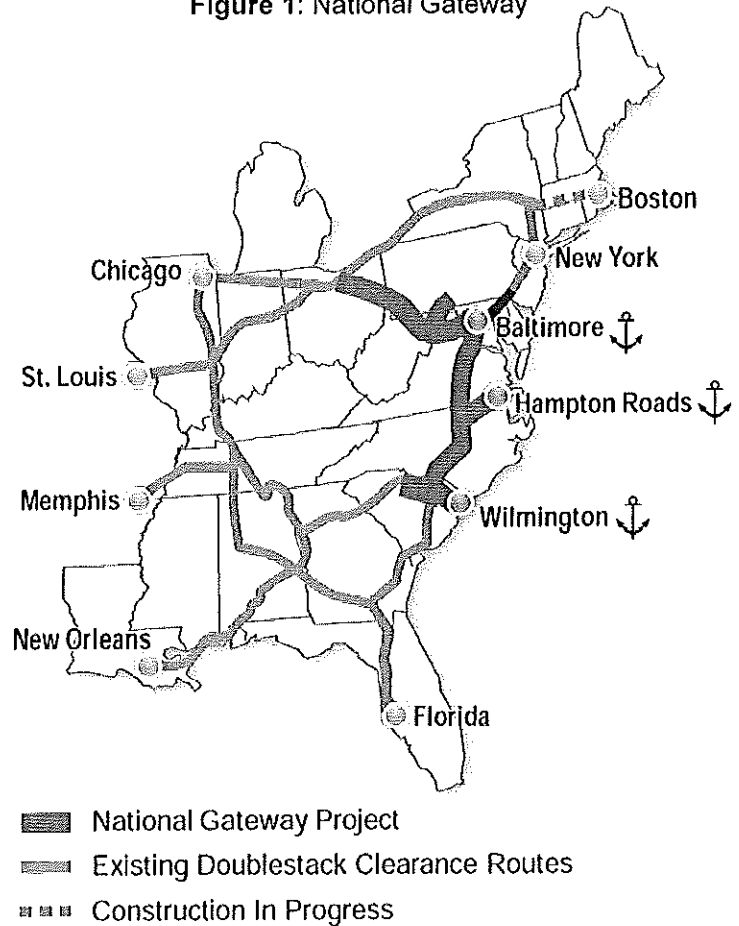 Figure 1: National Gateway
Boston
New York
Chicago
Baltimore
St. Louis
Hampton Roads
Memphis
Wilmington
New Orleans
Florida
National Gateway Project
Existing Doublestack Clearance Routes
Construction In Progress